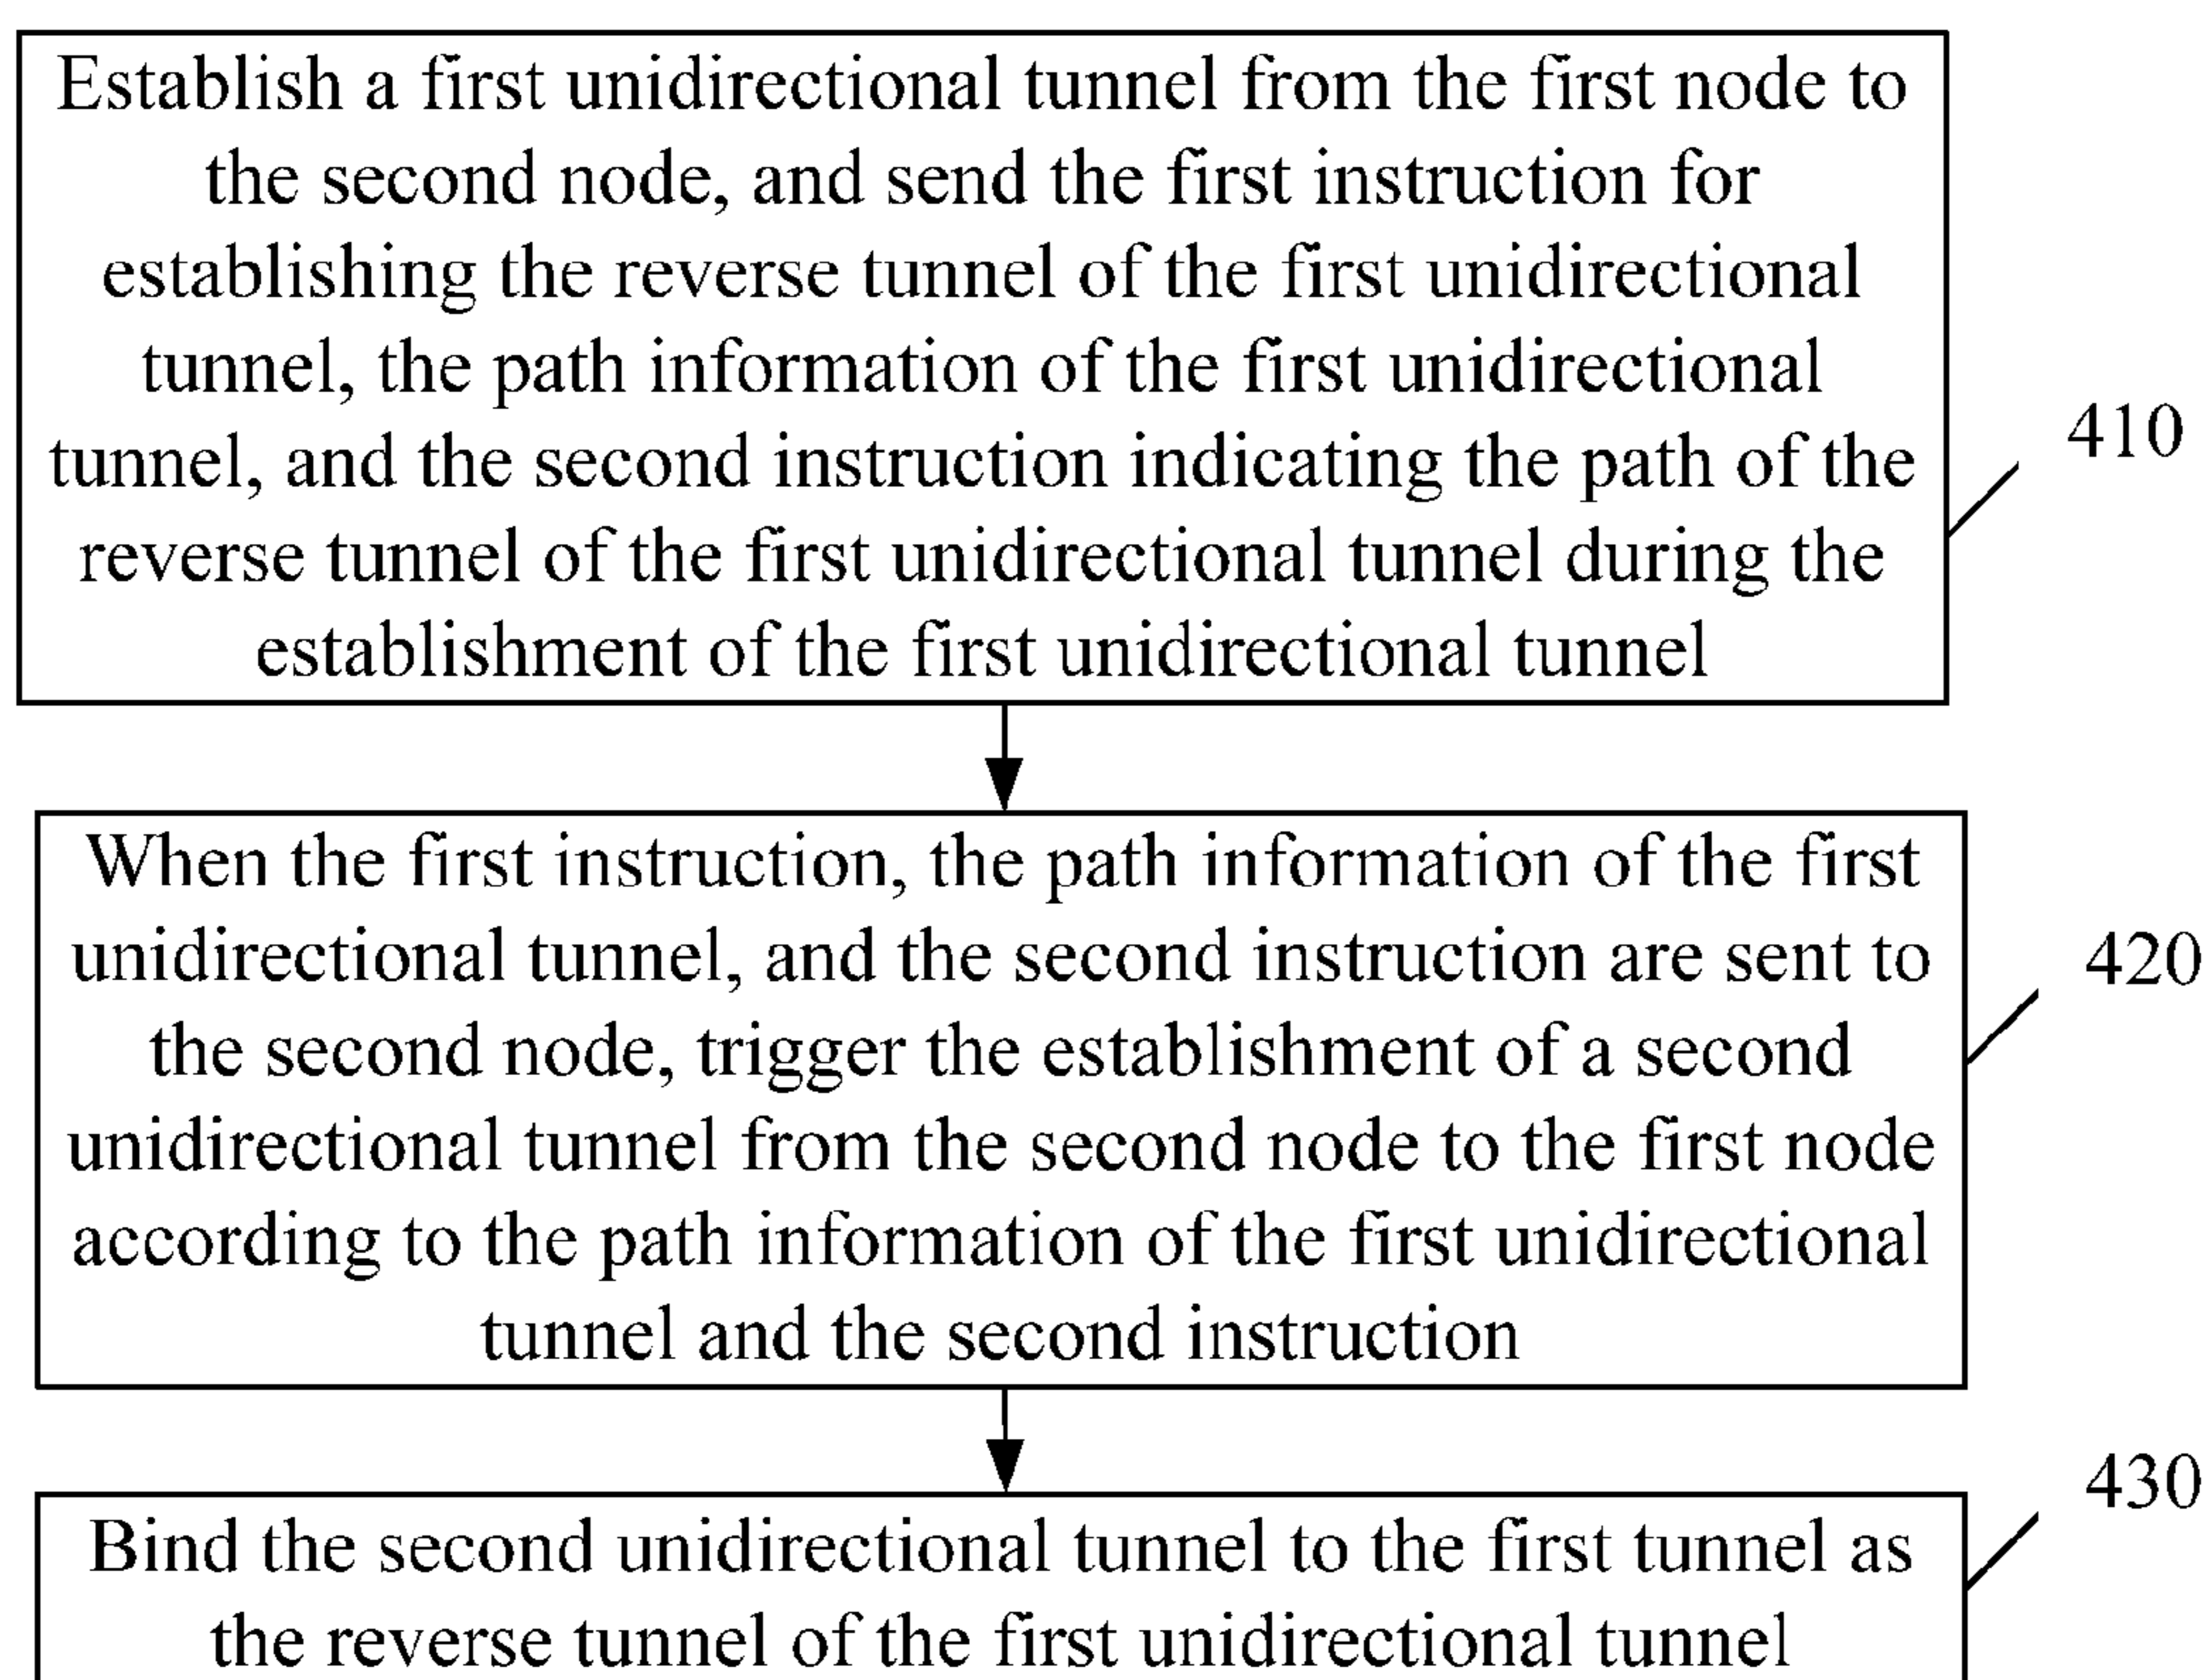 Establish a first unidirectional tunnel from the first node to
the second node, and send the first instruction for
establishing the reverse tunnel of the first unidirectional
tunnel, the path information of the first unidirectional
tunnel, and the second instruction indicating the path of the
reverse tunnel of the first unidirectional tunnel during the
establishment of the first unidirectional tunnel
410
When the first instruction, the path information of the first
unidirectional tunnel, and the second instruction are sent to
the second node, trigger the establishment of a second
unidirectional tunnel from the second node to the first node
according to the path information of the first unidirectional
tunnel and the second instruction
420
Bind the second unidirectional tunnel to the first tunnel as
the reverse tunnel of the first unidirectional tunnel
430